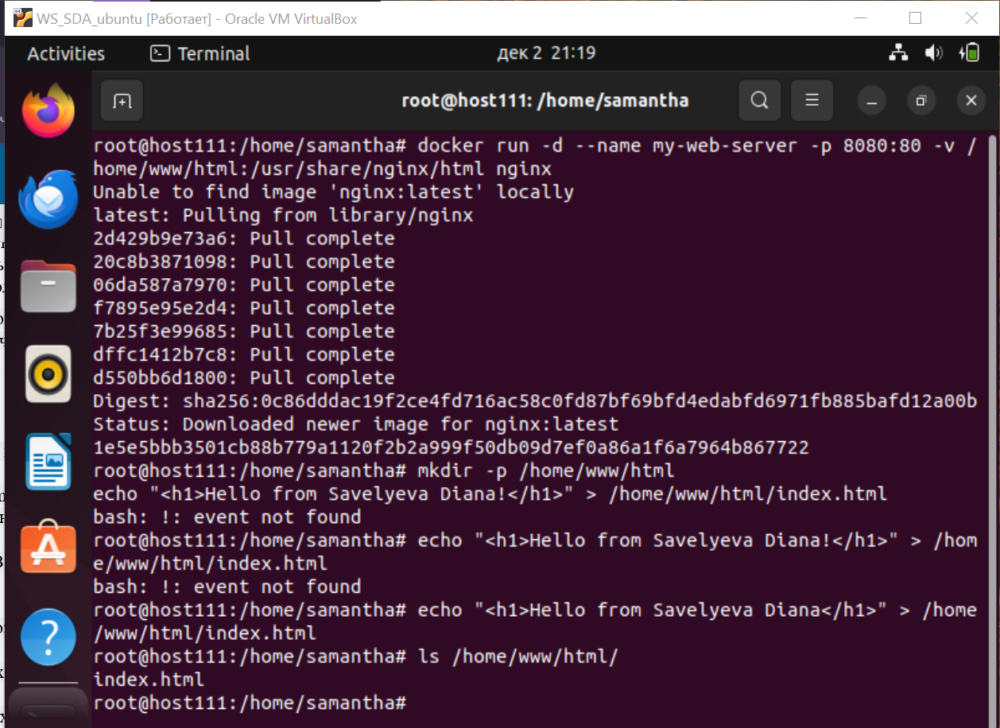 WS_SDA_ubuntu [Работает] - Oracle VM VirtualBox
Activities
Terminal
дек 2 21:19
root@host111: /home/samantha
root@host111:/home/samantha# docker run -d --name my-web-server -p 8080:80 -v /
home/www/html:/usr/share/nginx/html nginx
Unable to find image 'nginx:latest' locally
latest: Pulling from library/nginx
2d429b9e73a6: Pull complete
20c8b3871098: Pull complete
06da587a7970: Pull complete
f7895e95e2d4: Pull complete
7b25f3e99685: Pull complete
dffc1412b7c8: Pull complete
d550bb6d1800: Pull complete
Digest: sha256:0c86dddac19f2ce4fd716ac58c0fd87bf69bfd4edabfd6971fb885bafd12a00b
Status: Downloaded newer image for nginx:latest
1e5e5bbb3501cb88b779a1120f2b2a999f50db09d7ef0a86a1f6a7964b867722
root@host111:/home/samantha# mkdir -p /home/www/html
echo "<h1>Hello from Savelyeva Diana!</h1>" > /home/www/html/index.html
bash: !: event not found
root@host111:/home/samantha# echo "<h1>Hello from Savelyeva Diana!</h1>" > /hom
e/www/html/index.html
bash: !: event not found
root@host111:/home/samantha# echo "<h1>Hello from Savelyeva Diana</h1>" > /home
/www/html/index.html
root@host111:/home/samantha# ls /home/www/html/
index.html
root@host111:/home/samantha#